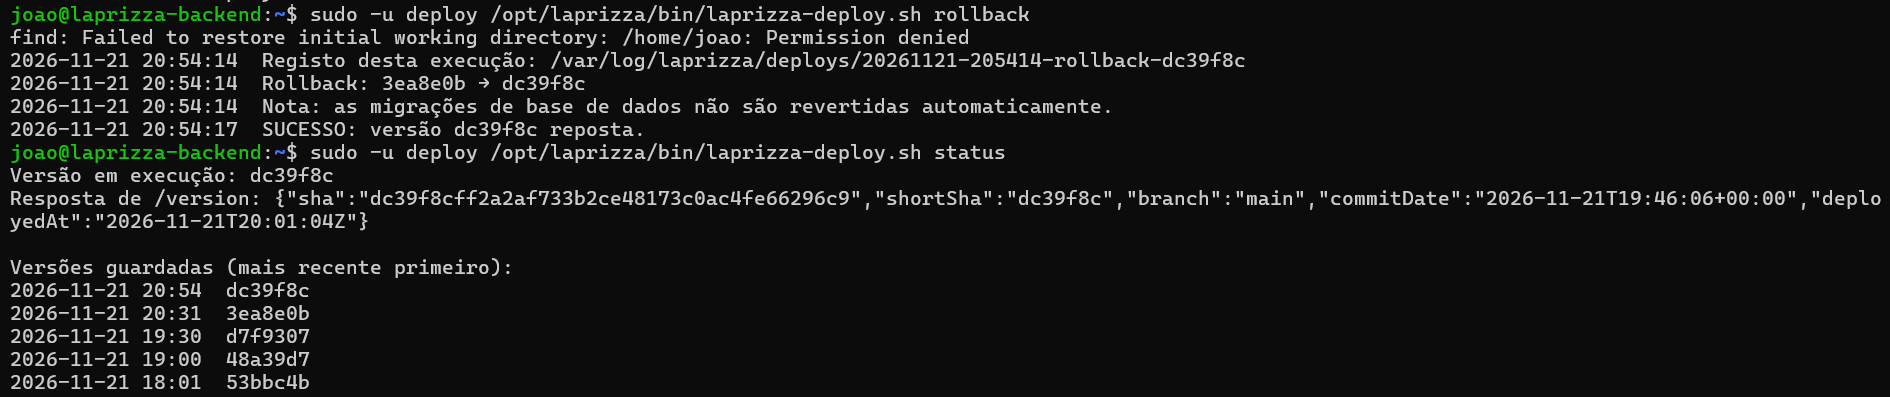 joao@laprizza-backend:~$ sudo -u deploy /opt/laprizza/bin/laprizza-deploy.sh rollback
find: Failed to restore initial working directory: /home/joao: Permission denied
2026-11-21 20:54:14  Registo desta execução: /var/log/laprizza/deploys/20261121-205414-rollback-dc39f8c
2026-11-21 20:54:14  Rollback: 3ea8e0b → dc39f8c
2026-11-21 20:54:14  Nota: as migrações de base de dados não são revertidas automaticamente.
2026-11-21 20:54:17  SUCESSO: versão dc39f8c reposta.
joao@laprizza-backend:~$ sudo -u deploy /opt/laprizza/bin/laprizza-deploy.sh status
Versão em execução: dc39f8c
Resposta de /version: {"sha":"dc39f8cff2a2af733b2ce48173c0ac4fe66296c9","shortSha":"dc39f8c","branch":"main","commitDate":"2026-11-21T19:46:06+00:00","deplo
yedAt":"2026-11-21T20:01:04Z"}
Versões guardadas (mais recente primeiro):
2026-11-21 20:54  dc39f8c
2026-11-21 20:31  3ea8e0b
2026-11-21 19:30  d7f9307
2026-11-21 19:00  48a39d7
2026-11-21 18:01  53bbc4b